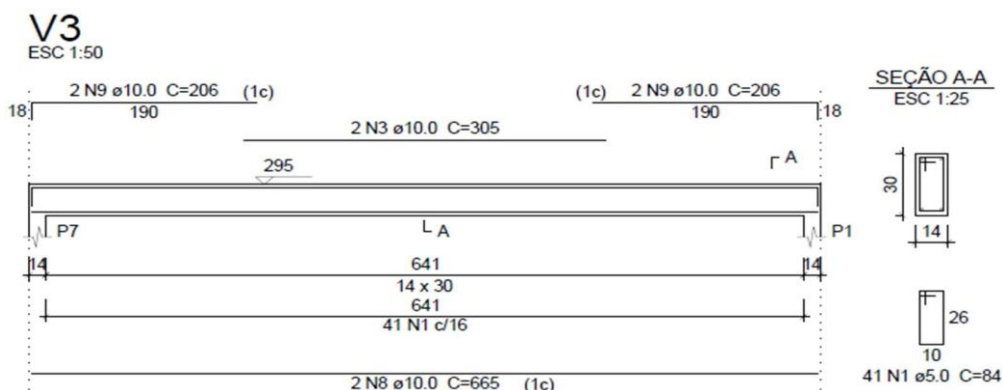 V3
ESC 1:50
2 N9 ø10.0 C=206 (1c)
18
190
(1c) 2 N9 ø10.0 C=206
190
18
2 N3 ø10.0 C=305
295
A
A
P7
P1
14
641
14
14 x 30
641
41 N1 c/16
2 N8 ø10.0 C=665 (1c)
SEÇÃO A-A
ESC 1:25
30
14
26
10
41 N1 ø5.0 C=84